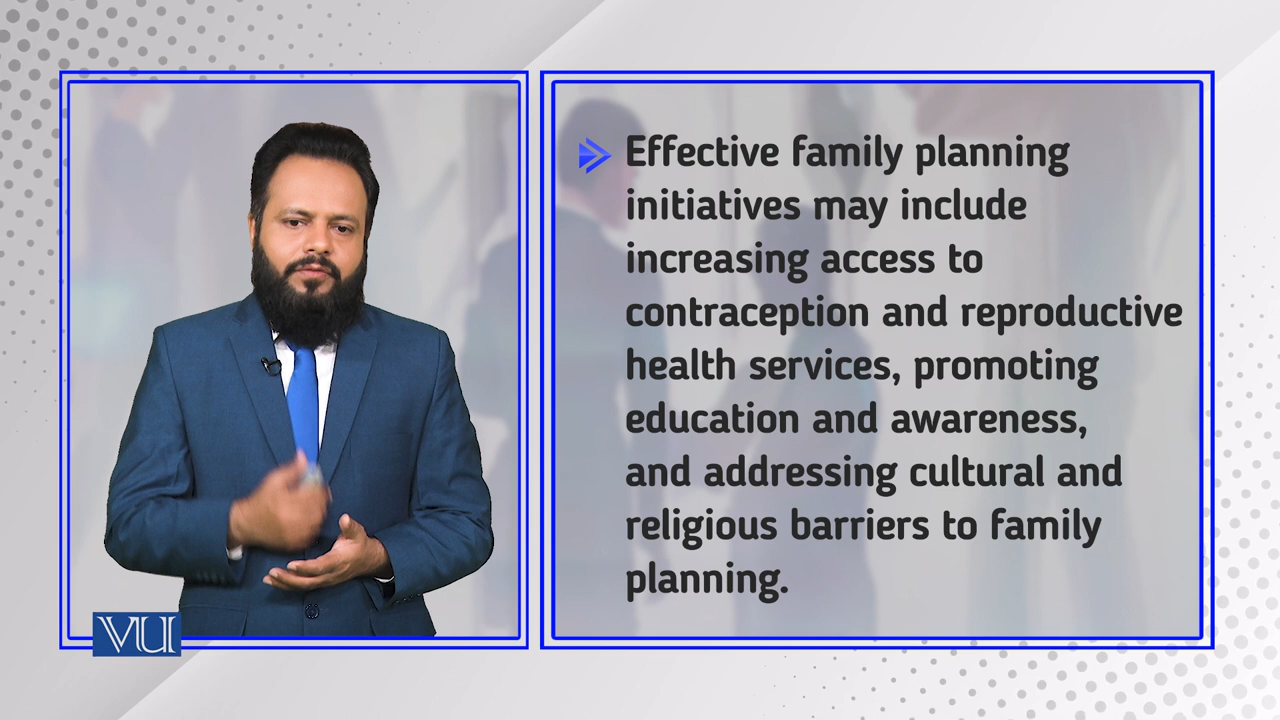 Effective family planning
initiatives may include
increasing access to
contraception and reproductive
health services, promoting
education and awareness,
and addressing cultural and
religious barriers to family
planning.
VU